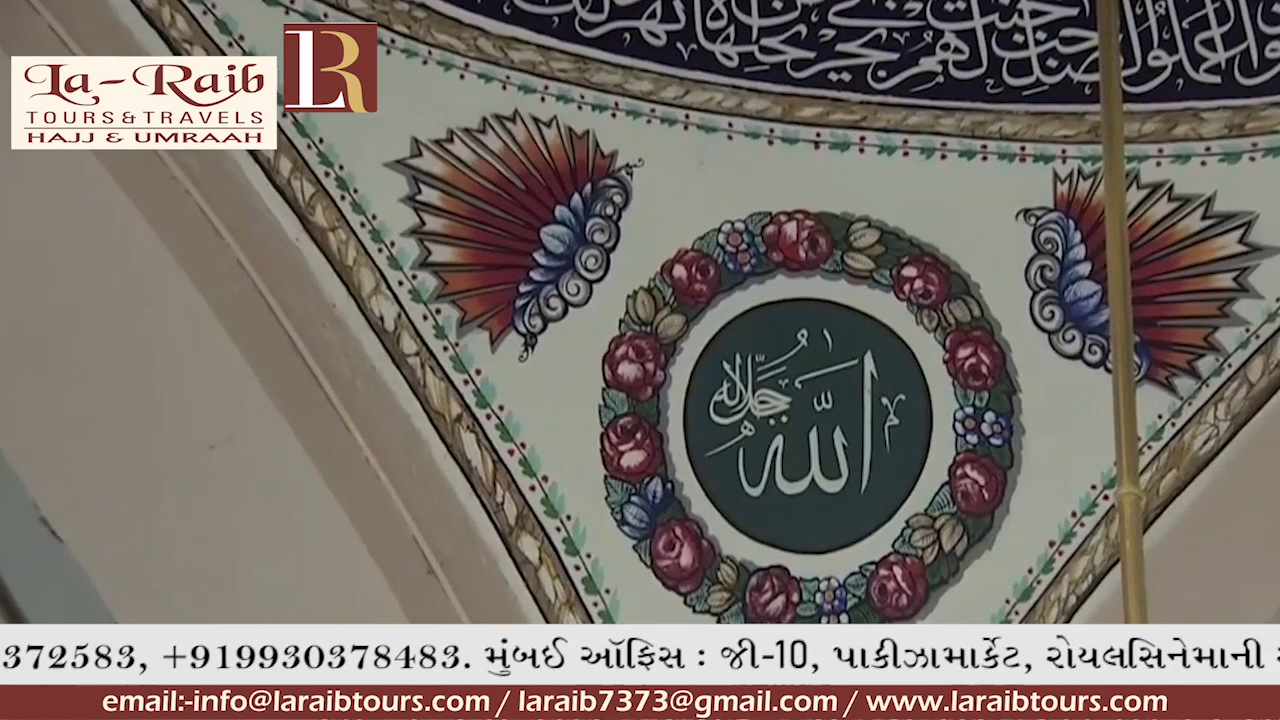 La-Raib
TOURS & TRAVELS
HAJJ & UMRAAH
LR
الله
جل جلاله
372583, +919930378483. મુંબઈ ઑફિસ : જી-10, પાકીઝામાર્કેટ, રોયલસિનેમાની
email:-info@laraibtours.com / laraib7373@gmail.com / www.laraibtours.com